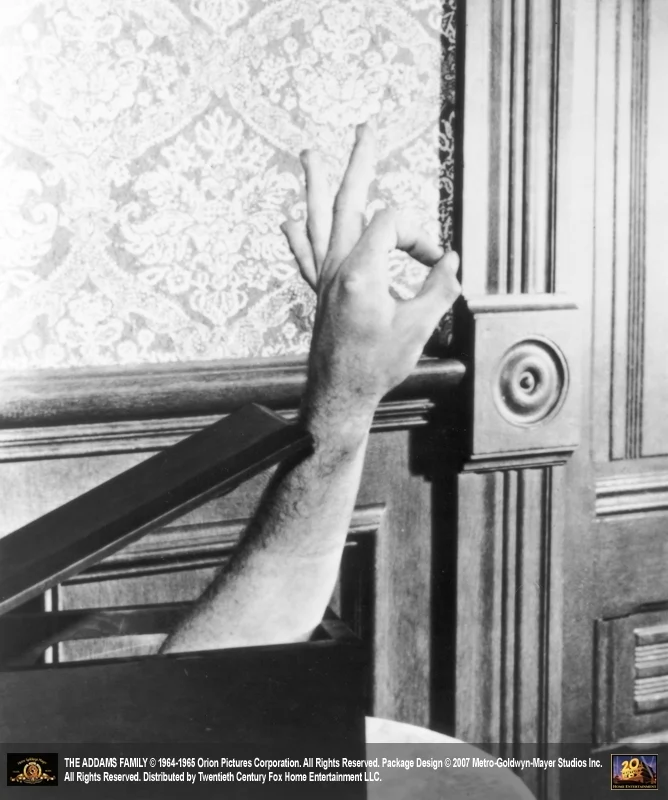 THE ADDAMS FAMILY © 1964-1965 Orion Pictures Corporation. All Rights Reserved. Package Design © 2007 Metro-Goldwyn-Mayer Studios Inc.
All Rights Reserved. Distributed by Twentieth Century Fox Home Entertainment LLC.
20